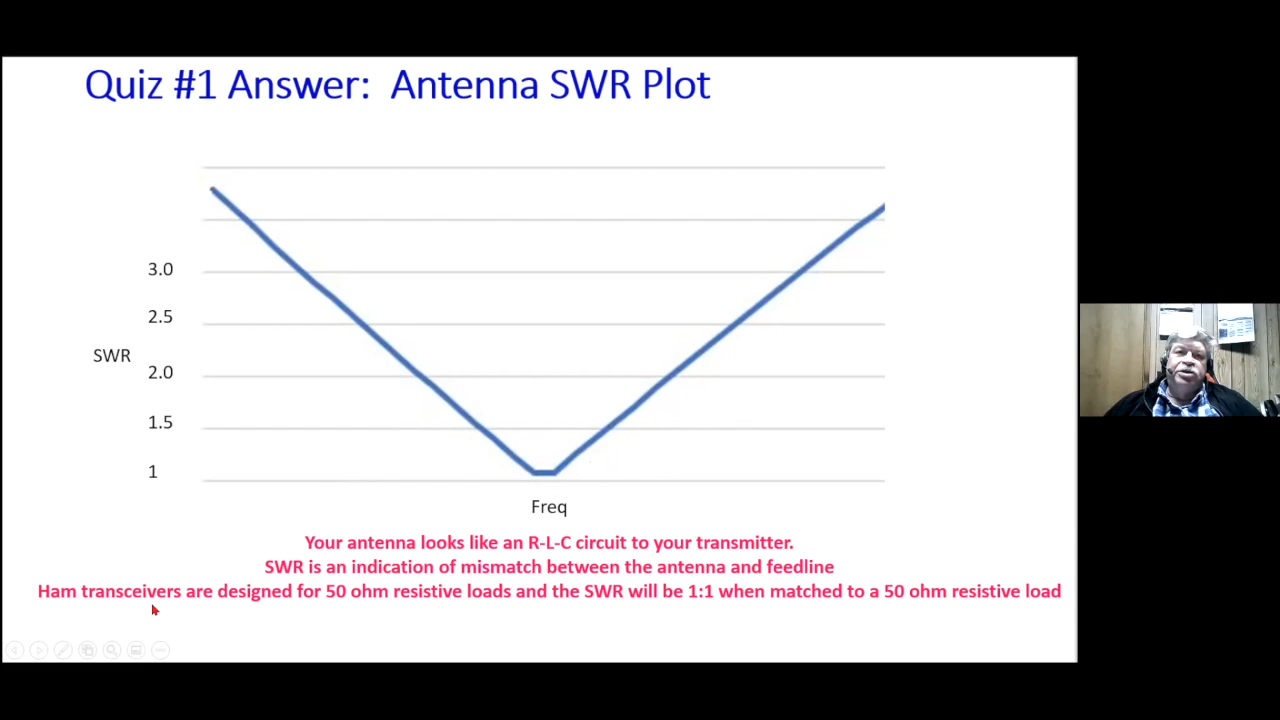 Quiz #1 Answer: Antenna SWR Plot
3.0
2.5
SWR
2.0
1.5
1
Freq
Your antenna looks like an R-L-C circuit to your transmitter.
SWR is an indication of mismatch between the antenna and feedline
Ham transceivers are designed for 50 ohm resistive loads and the SWR will be 1:1 when matched to a 50 ohm resistive load